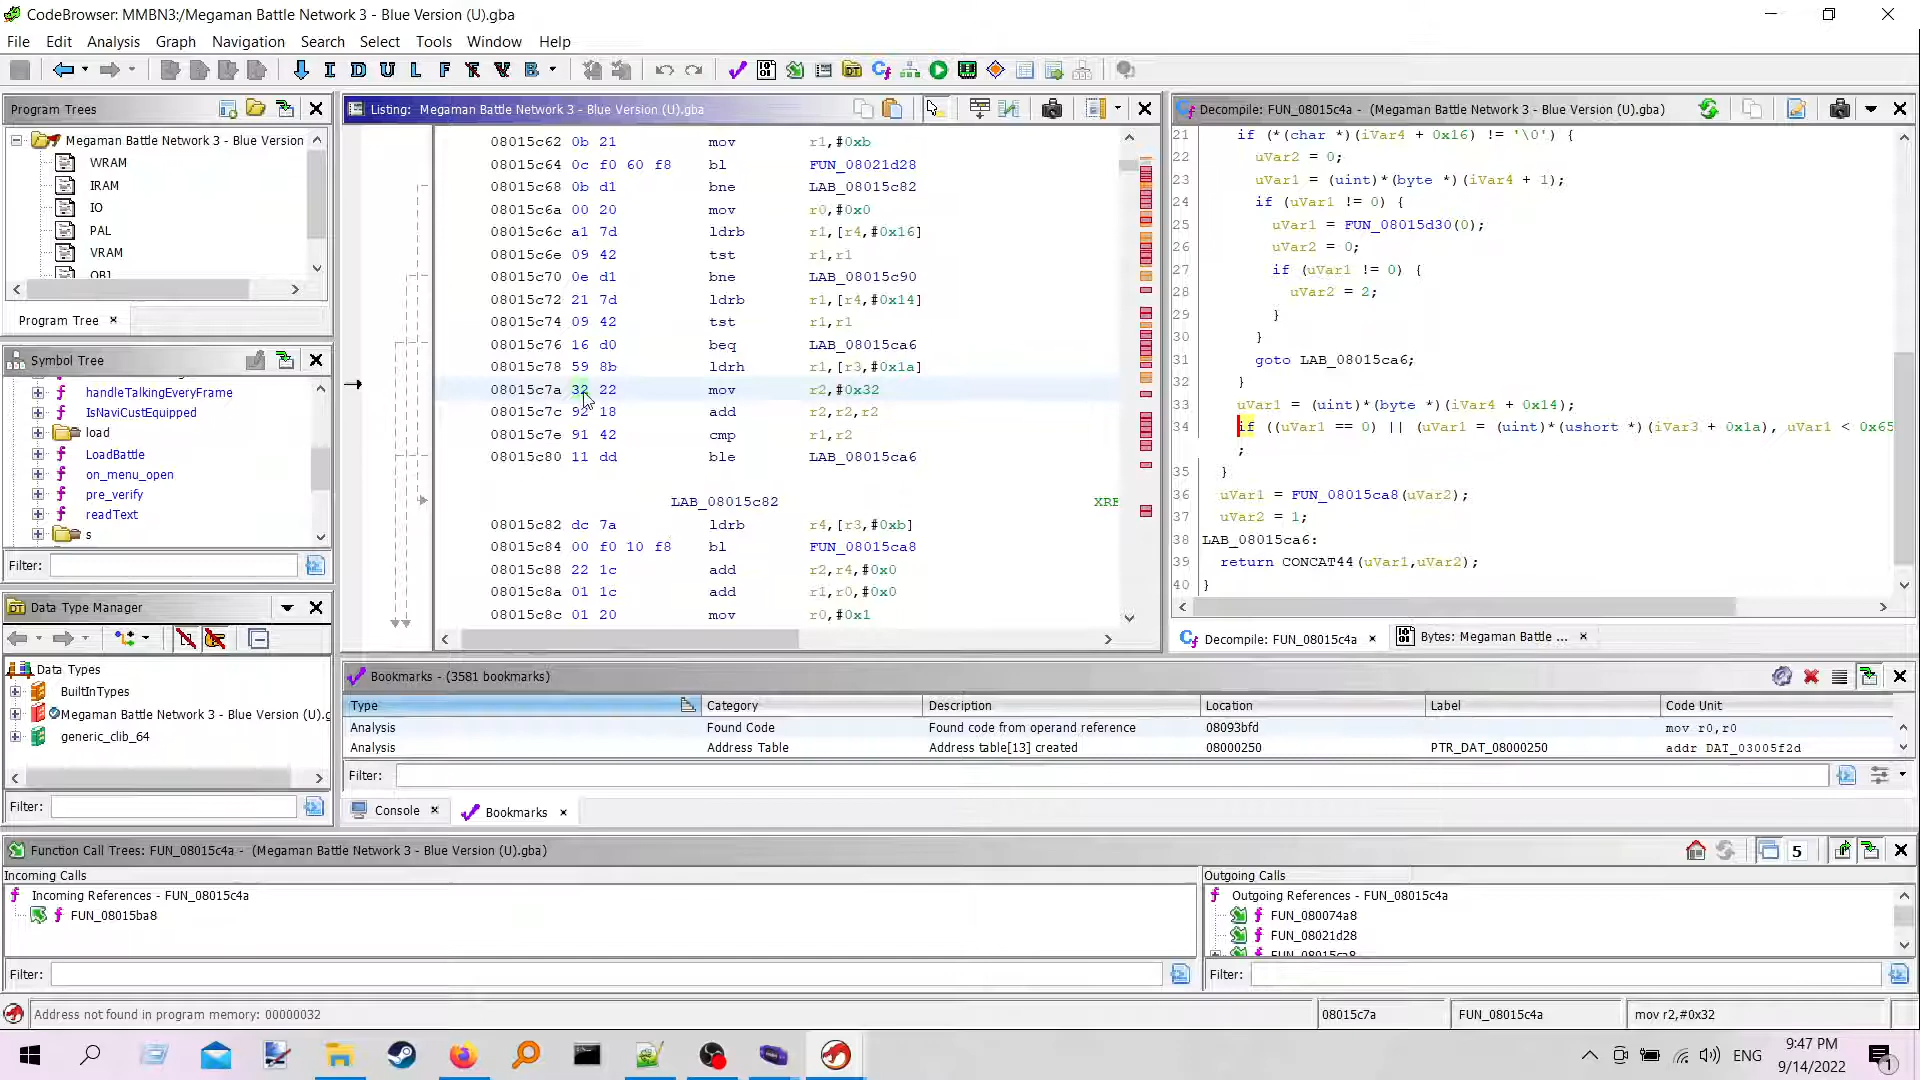 CodeBrowser: MMBN3:/Megaman Battle Network 3 - Blue Version (U).gba
File Edit Analysis Graph Navigation Search Select Tools Window Help
I D U L F V B
Program Trees
Megaman Battle Network 3 - Blue Version
WRAM
IRAM
IO
PAL
VRAM
OBJ
Program Tree ×
Symbol Tree
handleTalkingEveryFrame
IsNaviCustEquipped
load
LoadBattle
on_menu_open
pre_verify
readText
s
Filter:
Data Type Manager
Data Types
BuiltInTypes
Megaman Battle Network 3 - Blue Version (U).g
generic_clib_64
Filter:
Listing: Megaman Battle Network 3 - Blue Version (U).gba
08015c62 0b 21 mov r1,#0xb
08015c64 0c f0 60 f8 bl FUN_08021d28
08015c68 0b d1 bne LAB_08015c82
08015c6a 00 20 mov r0,#0x0
08015c6c a1 7d ldrb r1,[r4,#0x16]
08015c6e 09 42 tst r1,r1
08015c70 0e d1 bne LAB_08015c90
08015c72 21 7d ldrb r1,[r4,#0x14]
08015c74 09 42 tst r1,r1
08015c76 16 d0 beq LAB_08015ca6
08015c78 59 8b ldrh r1,[r3,#0x1a]
08015c7a 32 22 mov r2,#0x32
08015c7c 92 18 add r2,r2,r2
08015c7e 91 42 cmp r1,r2
08015c80 11 dd ble LAB_08015ca6
LAB_08015c82 XRE
08015c82 dc 7a ldrb r4,[r3,#0xb]
08015c84 00 f0 10 f8 bl FUN_08015ca8
08015c88 22 1c add r2,r4,#0x0
08015c8a 01 1c add r1,r0,#0x0
08015c8c 01 20 mov r0,#0x1
Decompile: FUN_08015c4a - (Megaman Battle Network 3 - Blue Version (U).gba)
21 if (*(char *)(iVar4 + 0x16) != '\0') {
22 uVar2 = 0;
23 uVar1 = (uint)*(byte *)(iVar4 + 1);
24 if (uVar1 != 0) {
25 uVar1 = FUN_08015d30(0);
26 uVar2 = 0;
27 if (uVar1 != 0) {
28 uVar2 = 2;
29 }
30 }
31 goto LAB_08015ca6;
32 }
33 uVar1 = (uint)*(byte *)(iVar4 + 0x14);
34 if ((uVar1 == 0) || (uVar1 = (uint)*(ushort *)(iVar3 + 0x1a), uVar1 < 0x65
;
35 }
36 uVar1 = FUN_08015ca8(uVar2);
37 uVar2 = 1;
38 LAB_08015ca6:
39 return CONCAT44(uVar1,uVar2);
40 }
Decompile: FUN_08015c4a × Bytes: Megaman Battle ... ×
Bookmarks - (3581 bookmarks)
Type Category Description Location Label Code Unit
Analysis Found Code Found code from operand reference 08093bfd mov r0,r0
Analysis Address Table Address table[13] created 08000250 PTR_DAT_08000250 addr DAT_03005f2d
Filter:
Console × Bookmarks ×
Function Call Trees: FUN_08015c4a - (Megaman Battle Network 3 - Blue Version (U).gba)
5
Incoming Calls
Incoming References - FUN_08015c4a
FUN_08015ba8
Filter:
Outgoing Calls
Outgoing References - FUN_08015c4a
FUN_080074a8
FUN_08021d28
FUN_08015ca8
Filter:
Address not found in program memory: 00000032
08015c7a FUN_08015c4a mov r2,#0x32
ENG
9:47 PM
9/14/2022
1